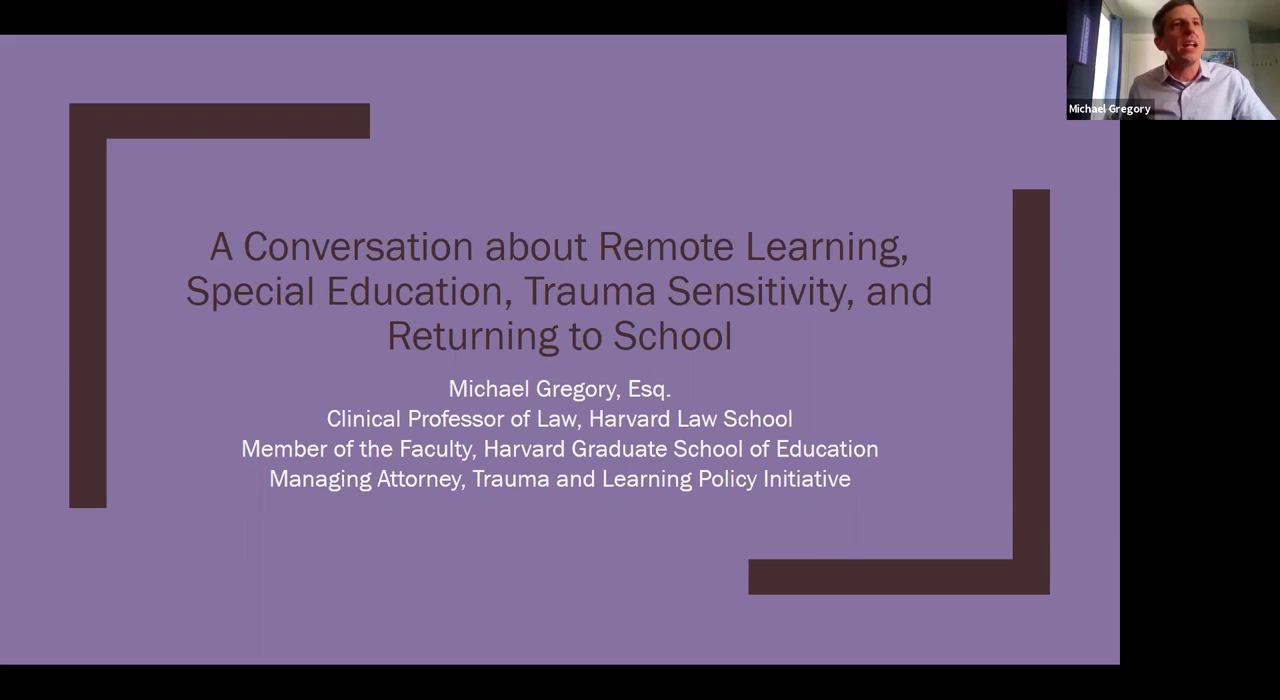 A Conversation about Remote Learning,
Special Education, Trauma Sensitivity, and
Returning to School
Michael Gregory, Esq.
Clinical Professor of Law, Harvard Law School
Member of the Faculty, Harvard Graduate School of Education
Managing Attorney, Trauma and Learning Policy Initiative
Michael Gregory